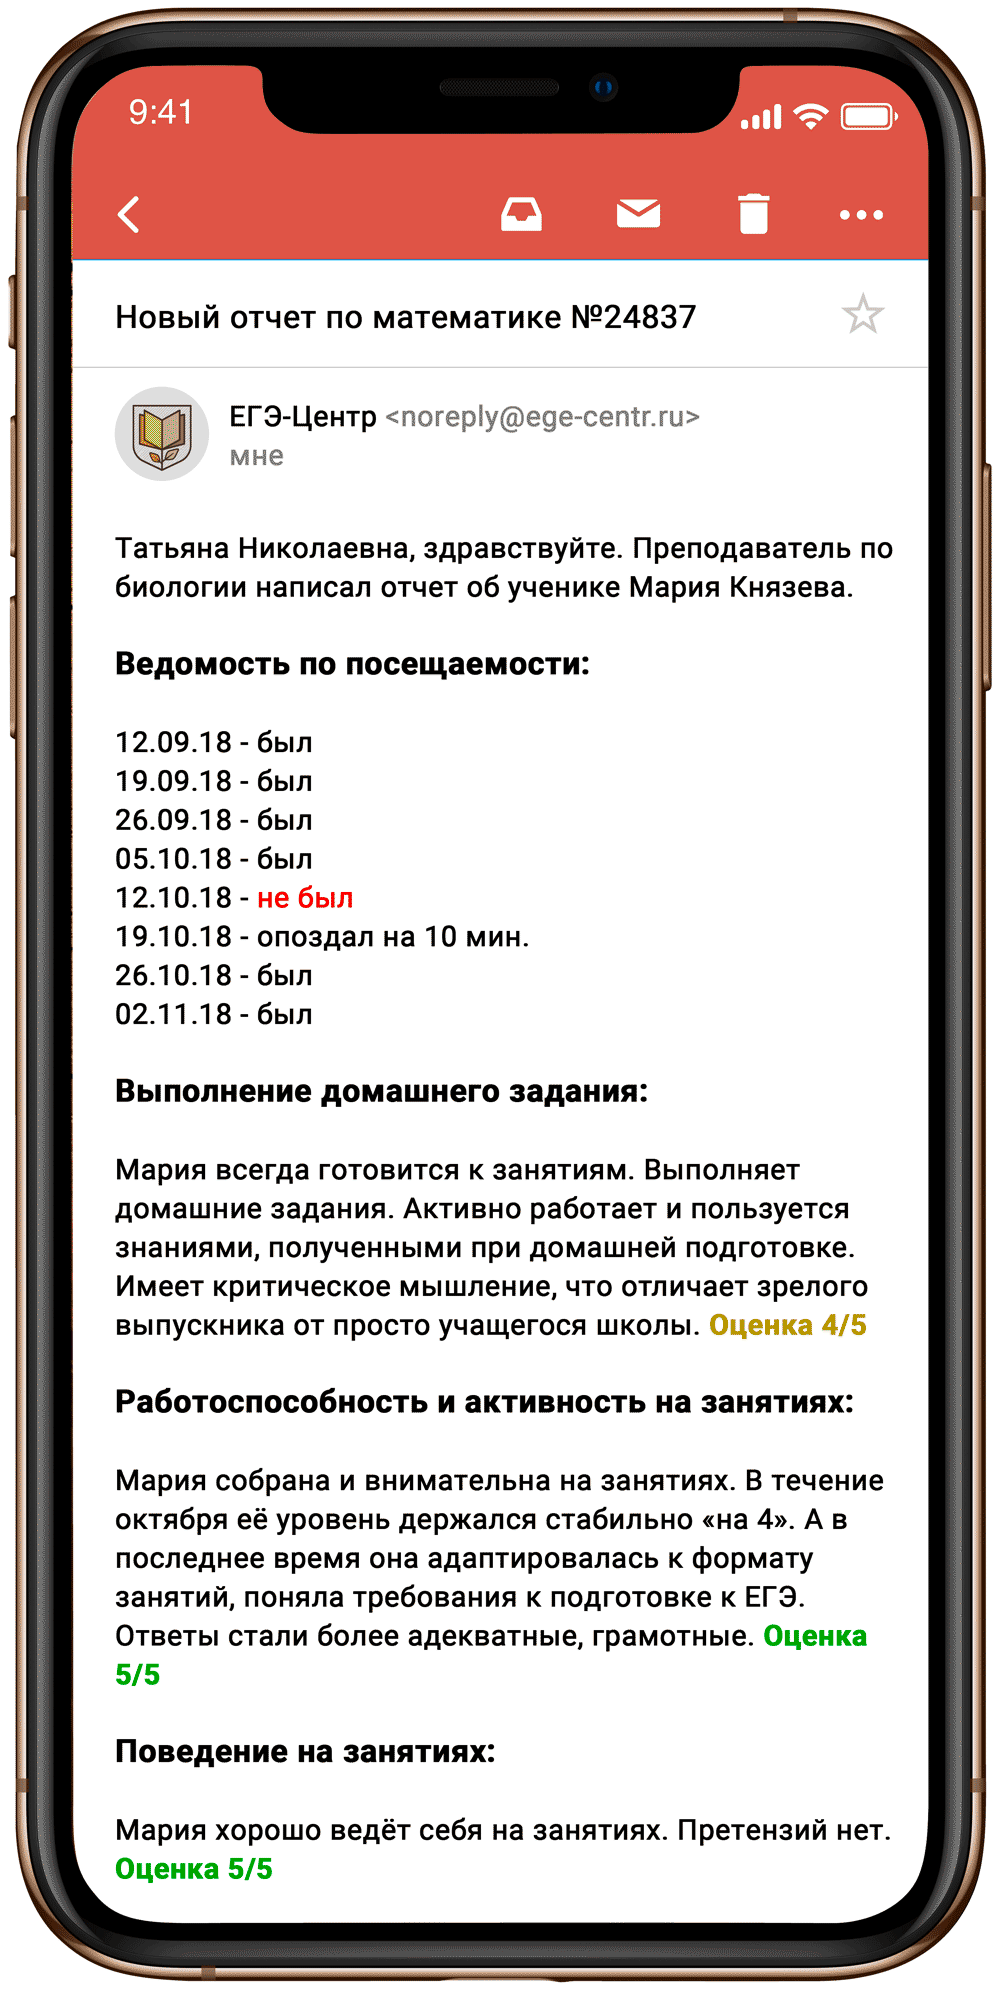 9:41
Новый отчет по математике №24837
ЕГЭ-Центр <noreply@ege-centr.ru>
мне
Татьяна Николаевна, здравствуйте. Преподаватель по
биологии написал отчет об ученике Мария Князева.
Ведомость по посещаемости:
12.09.18 - был
19.09.18 - был
26.09.18 - был
05.10.18 - был
12.10.18 - не был
19.10.18 - опоздал на 10 мин.
26.10.18 - был
02.11.18 - был
Выполнение домашнего задания:
Мария всегда готовится к занятиям. Выполняет
домашние задания. Активно работает и пользуется
знаниями, полученными при домашней подготовке.
Имеет критическое мышление, что отличает зрелого
выпускника от просто учащегося школы. Оценка 4/5
Работоспособность и активность на занятиях:
Мария собрана и внимательна на занятиях. В течение
октября её уровень держался стабильно «на 4». А в
последнее время она адаптировалась к формату
занятий, поняла требования к подготовке к ЕГЭ.
Ответы стали более адекватные, грамотные. Оценка
5/5
Поведение на занятиях:
Мария хорошо ведёт себя на занятиях. Претензий нет.
Оценка 5/5